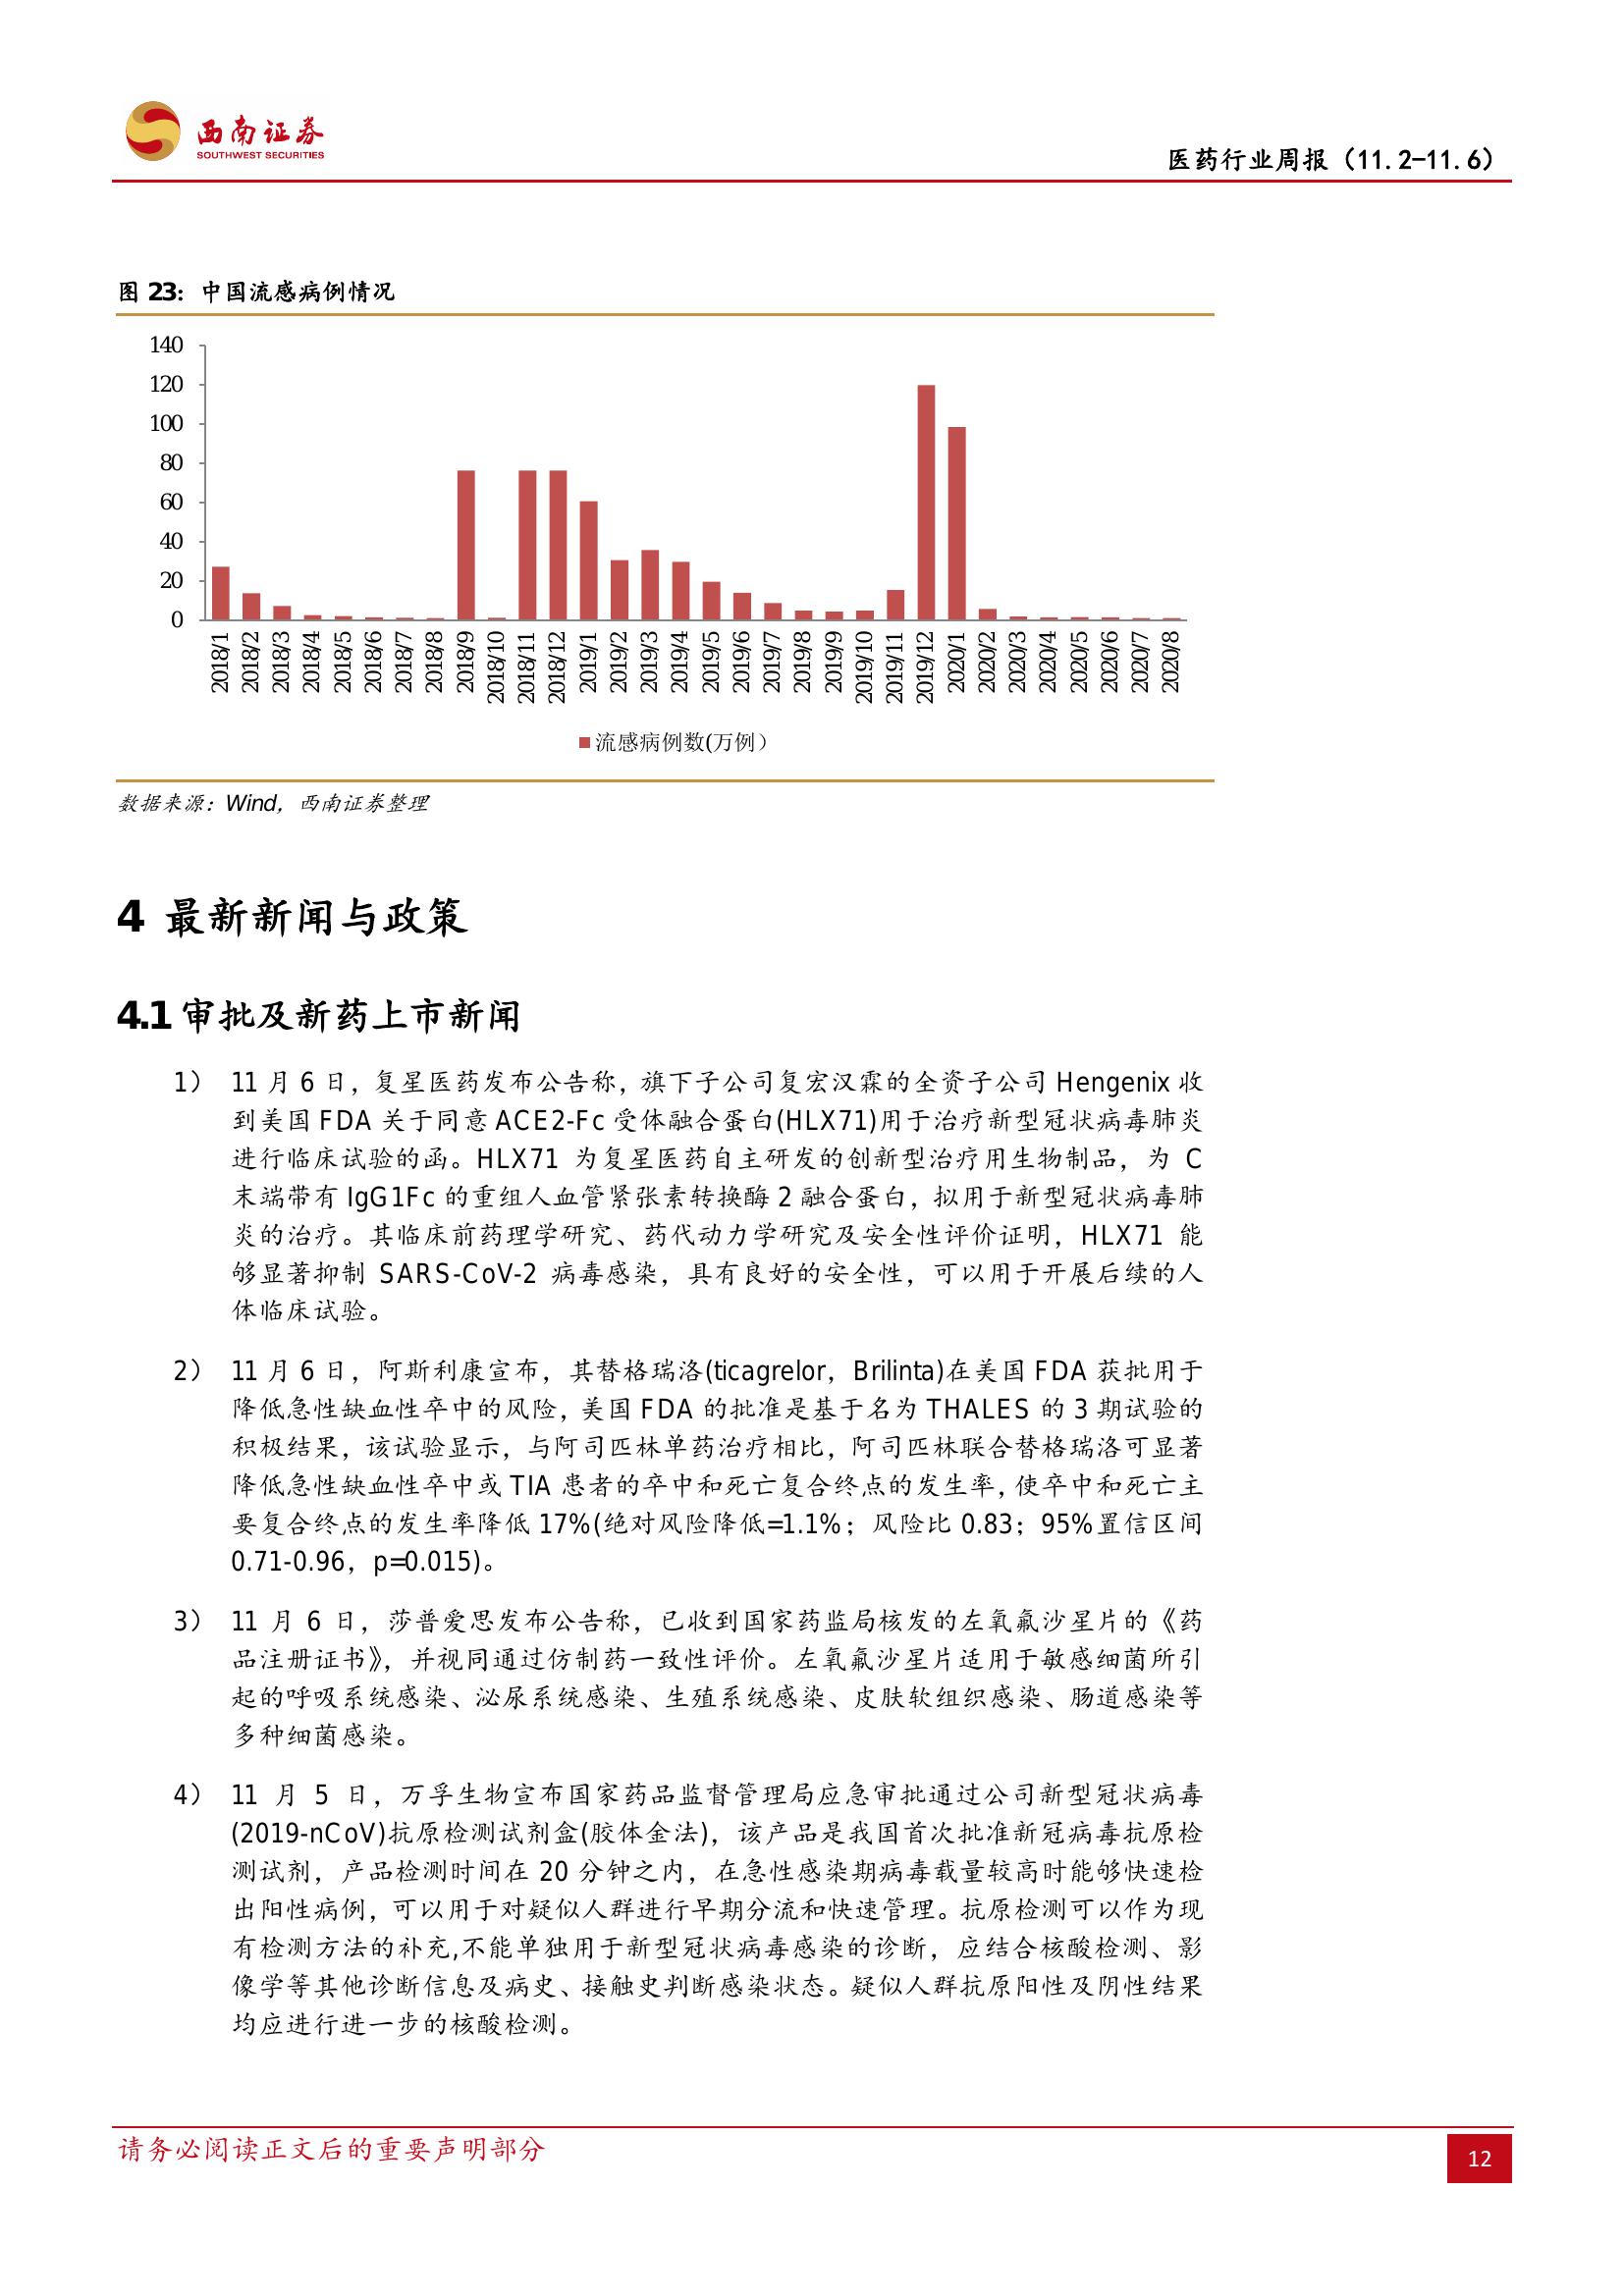 西南证券
SOUTHWEST SECURITIES
医药行业周报（11.2-11.6）
图 23：中国流感病例情况
140
120
100
80
60
40
20
0
2018/1
2018/2
2018/3
2018/4
2018/5
2018/6
2018/7
2018/8
2018/9
2018/10
2018/11
2018/12
2019/1
2019/2
2019/3
2019/4
2019/5
2019/6
2019/7
2019/8
2019/9
2019/10
2019/11
2019/12
2020/1
2020/2
2020/3
2020/4
2020/5
2020/6
2020/7
2020/8
流感病例数(万例）
数据来源：Wind，西南证券整理
4 最新新闻与政策
4.1 审批及新药上市新闻
1） 11 月 6 日，复星医药发布公告称，旗下子公司复宏汉霖的全资子公司 Hengenix 收
到美国 FDA 关于同意 ACE2-Fc 受体融合蛋白(HLX71)用于治疗新型冠状病毒肺炎
进行临床试验的函。HLX71 为复星医药自主研发的创新型治疗用生物制品，为 C
末端带有 IgG1Fc 的重组人血管紧张素转换酶 2 融合蛋白，拟用于新型冠状病毒肺
炎的治疗。其临床前药理学研究、药代动力学研究及安全性评价证明，HLX71 能
够显著抑制 SARS-CoV-2 病毒感染，具有良好的安全性，可以用于开展后续的人
体临床试验。
2） 11 月 6 日，阿斯利康宣布，其替格瑞洛(ticagrelor，Brilinta)在美国 FDA 获批用于
降低急性缺血性卒中的风险，美国 FDA 的批准是基于名为 THALES 的 3 期试验的
积极结果，该试验显示，与阿司匹林单药治疗相比，阿司匹林联合替格瑞洛可显著
降低急性缺血性卒中或 TIA 患者的卒中和死亡复合终点的发生率，使卒中和死亡主
要复合终点的发生率降低 17%(绝对风险降低=1.1%；风险比 0.83；95%置信区间
0.71-0.96，p=0.015)。
3） 11 月 6 日，莎普爱思发布公告称，已收到国家药监局核发的左氧氟沙星片的《药
品注册证书》，并视同通过仿制药一致性评价。左氧氟沙星片适用于敏感细菌所引
起的呼吸系统感染、泌尿系统感染、生殖系统感染、皮肤软组织感染、肠道感染等
多种细菌感染。
4） 11 月 5 日，万孚生物宣布国家药品监督管理局应急审批通过公司新型冠状病毒
(2019-nCoV)抗原检测试剂盒(胶体金法)，该产品是我国首次批准新冠病毒抗原检
测试剂，产品检测时间在 20 分钟之内，在急性感染期病毒载量较高时能够快速检
出阳性病例，可以用于对疑似人群进行早期分流和快速管理。抗原检测可以作为现
有检测方法的补充,不能单独用于新型冠状病毒感染的诊断，应结合核酸检测、影
像学等其他诊断信息及病史、接触史判断感染状态。疑似人群抗原阳性及阴性结果
均应进行进一步的核酸检测。
请务必阅读正文后的重要声明部分
12